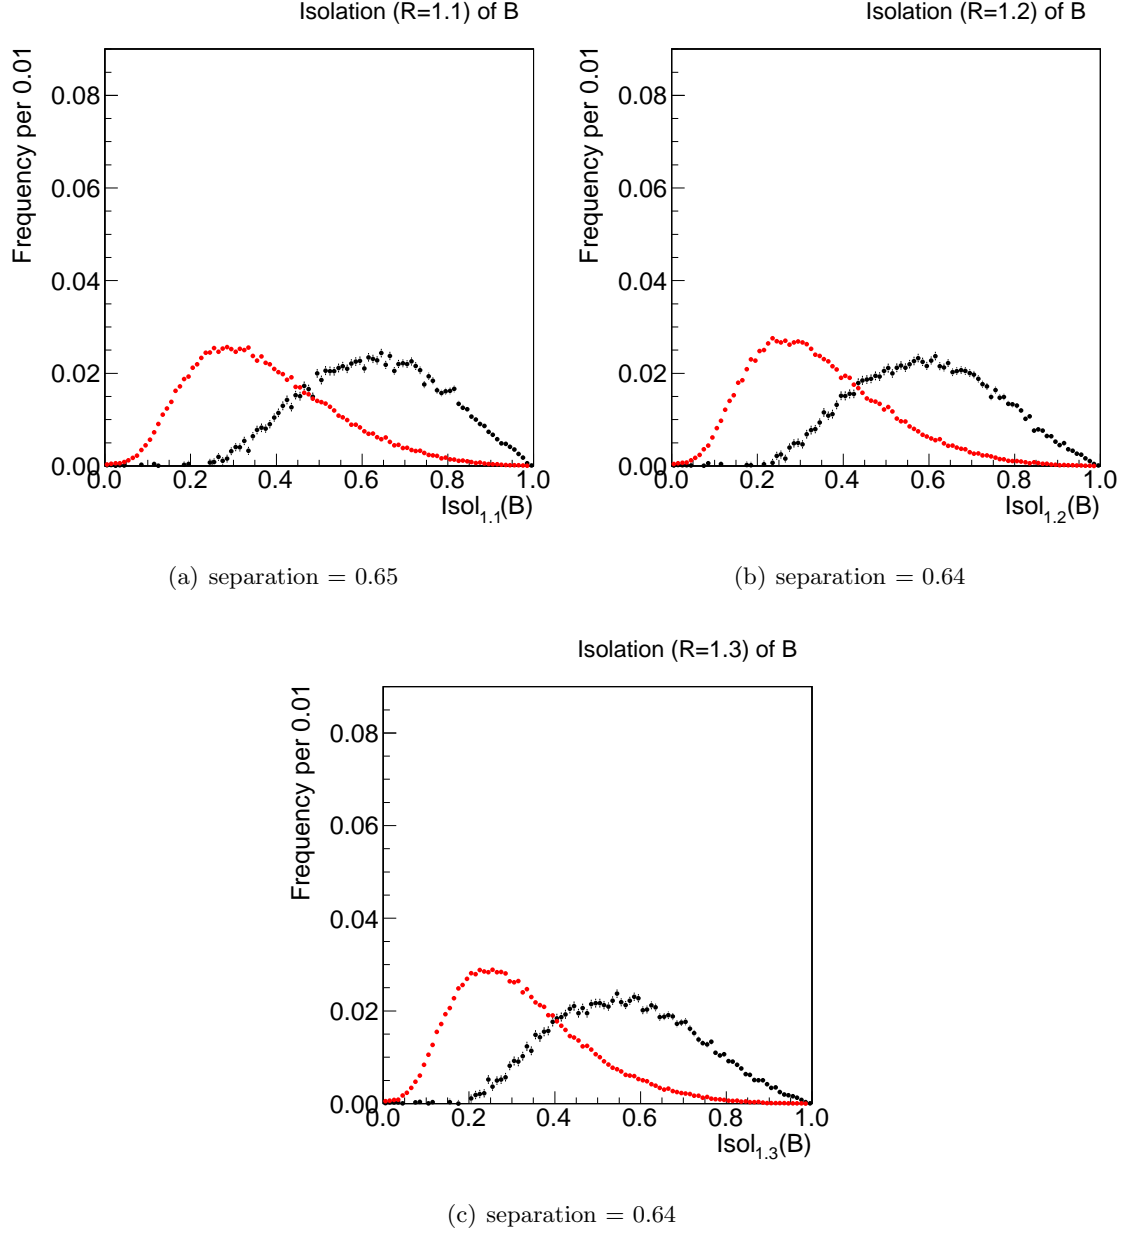 Isolation (R=1.1) of B
Frequency per 0.01
0.08
0.06
0.04
0.02
0.00
0.0 0.2 0.4 0.6 0.8 1.0
Isol1.1(B)
(a) separation = 0.65
Isolation (R=1.2) of B
Frequency per 0.01
0.08
0.06
0.04
0.02
0.00
0.0 0.2 0.4 0.6 0.8 1.0
Isol1.2(B)
(b) separation = 0.64
Isolation (R=1.3) of B
Frequency per 0.01
0.08
0.06
0.04
0.02
0.00
0.0 0.2 0.4 0.6 0.8 1.0
Isol1.3(B)
(c) separation = 0.64